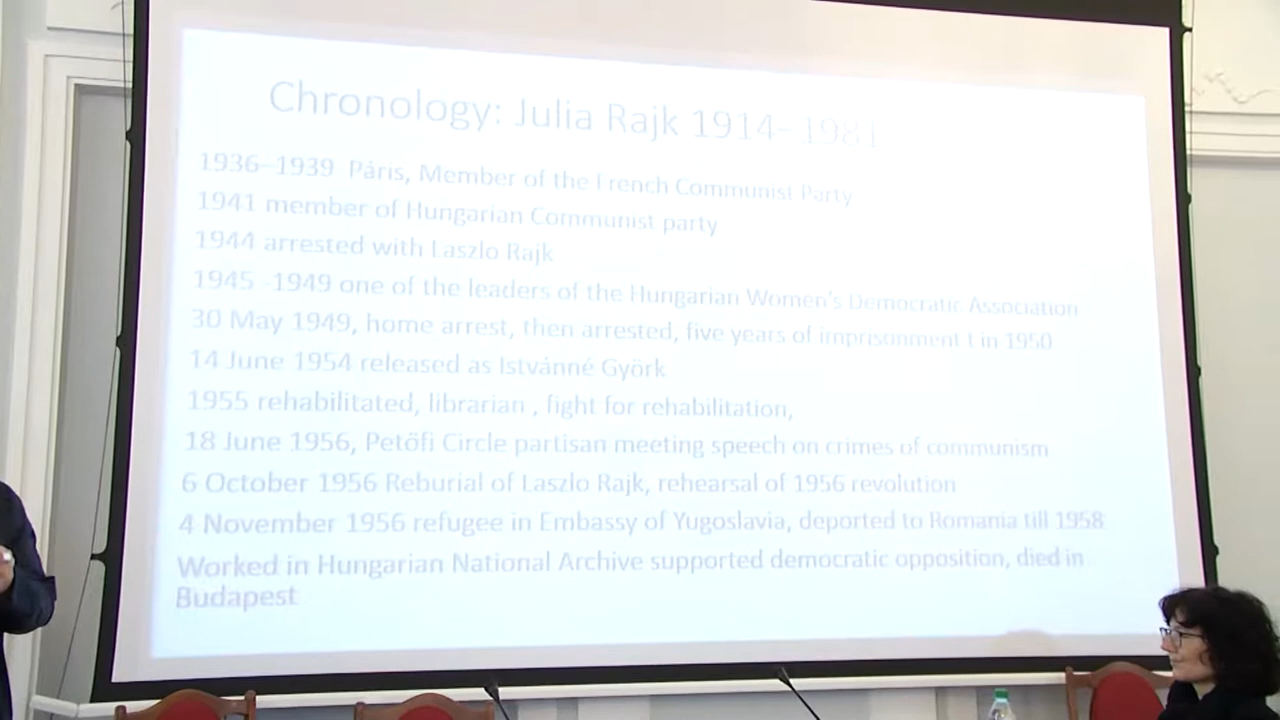 Chronology: Julia Rajk 1914- 1981
1936–1939 Páris, Member of the French Communist Party
1941 member of Hungarian Communist party
1944 arrested with Laszlo Rajk
1945 -1949 one of the leaders of the Hungarian Women's Democratic Association
30 May 1949, home arrest, then arrested, five years of imprisonment t in 1950
14 June 1954 released as Istvánné Györk
1955 rehabilitated, librarian , fight for rehabilitation,
18 June 1956, Petőfi Circle partisan meeting speech on crimes of communism
6 October 1956 Reburial of Laszlo Rajk, rehearsal of 1956 revolution
4 November 1956 refugee in Embassy of Yugoslavia, deported to Romania till 1958
Worked in Hungarian National Archive supported democratic opposition, died in
Budapest